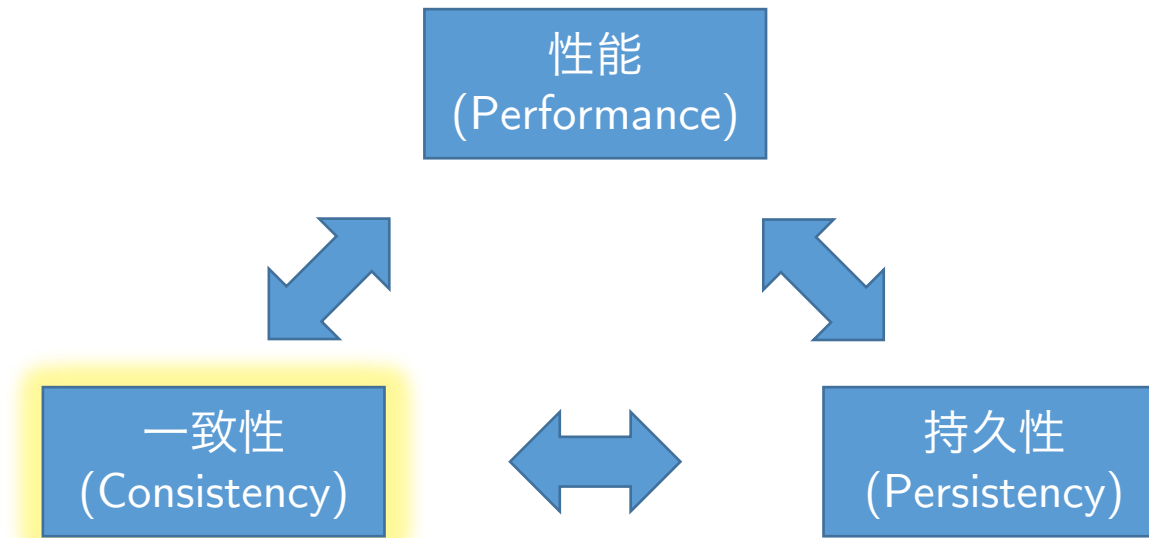 性能
(Performance)
一致性
(Consistency)
持久性
(Persistency)